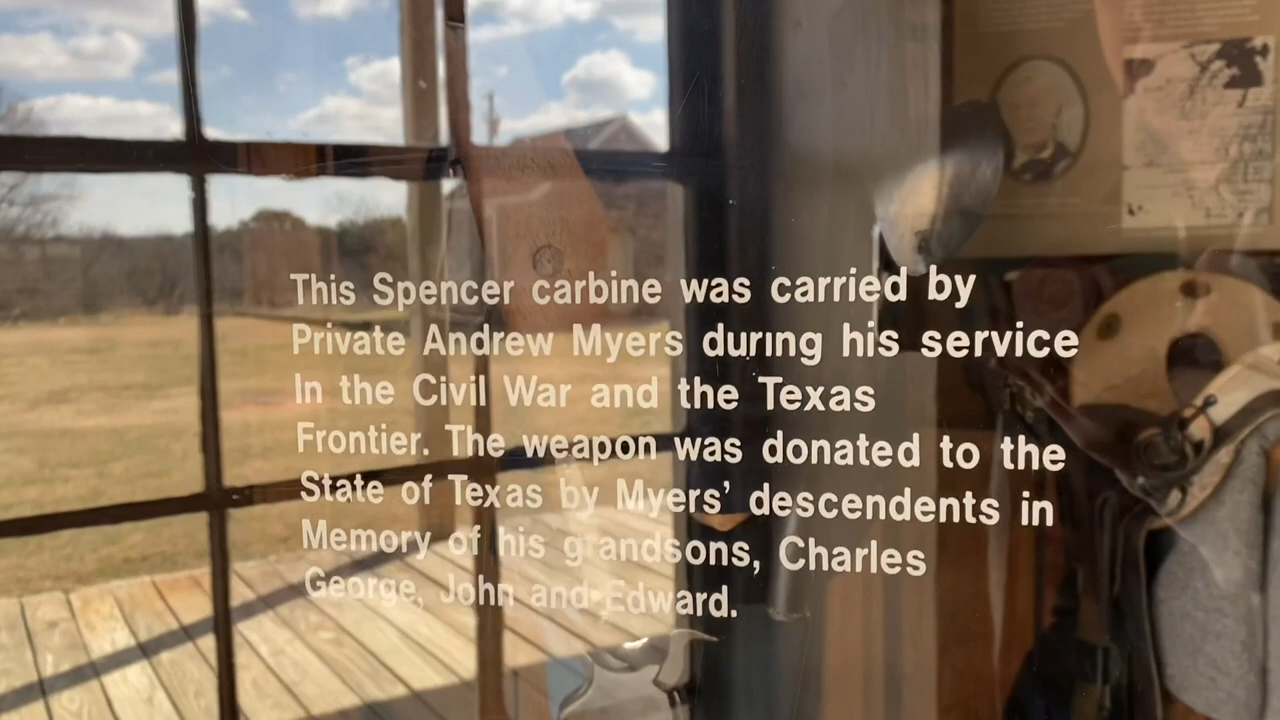 This Spencer carbine was carried by
Private Andrew Myers during his service
In the Civil War and the Texas
Frontier. The weapon was donated to the
State of Texas by Myers’ descendents in
Memory of his g andsons, Charles
George, John and Edward.